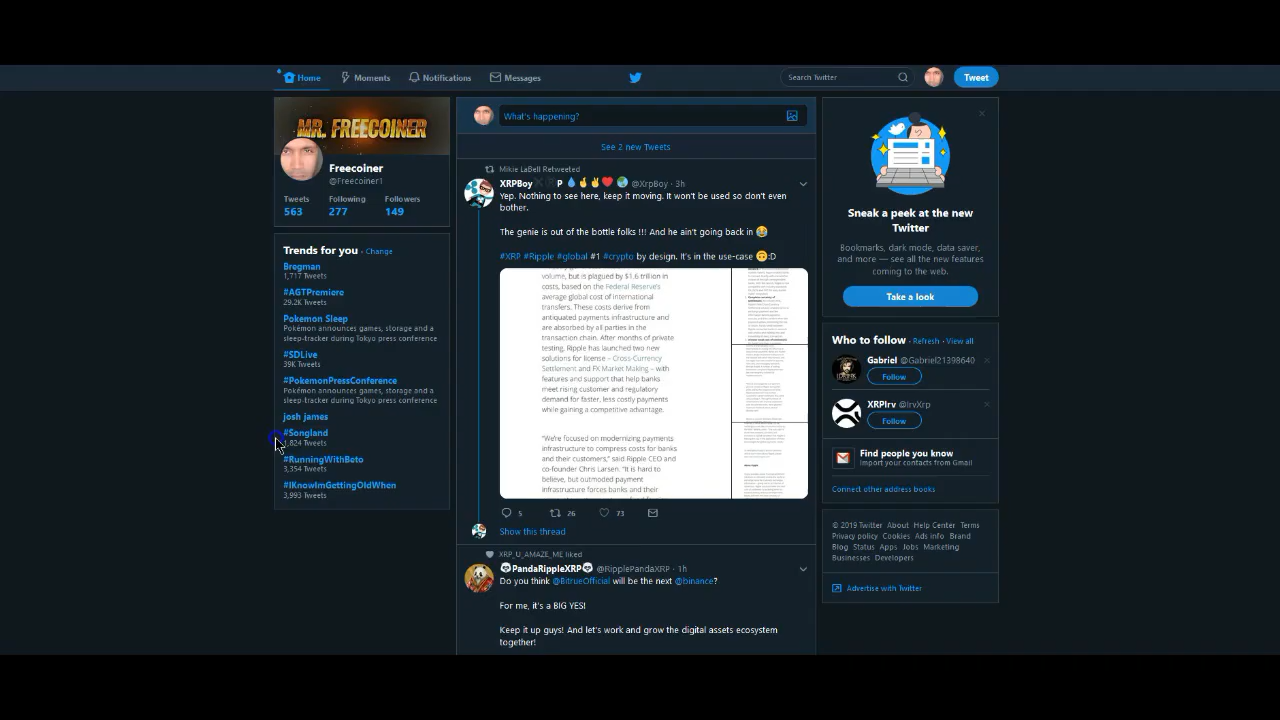 Home
Moments
Notifications
Messages
Search Twitter
Tweet
MR. FREECOINER
Freecoiner
@Freecoiner1
Tweets Following Followers
563 277 149
Trends for you · Change
Bregman
1,717 Tweets
#AGTPremiere
29.2K Tweets
Pokemon Sleep
Pokémon announces games, storage and a
sleep-tracker during Tokyo press conference
#SDLive
39K Tweets
#PokemonPressConference
Pokémon announces games, storage and a
sleep-tracker during Tokyo press conference
josh james
#Songland
,824 Tweets
#RunningWithBeto
3,354 Tweets
#IKnowImGettingOldWhen
3,993 Tweets
What's happening?
See 2 new Tweets
Mikie LaBell Retweeted
XRPBoy P 💧🤞✌❤🌏 @XrpBoy · 3h
Yep. Nothing to see here, keep it moving. It won't be used so don't even
bother.
The genie is out of the bottle folks !!! And he ain't going back in 😂
#XRP #Ripple #global #1 #crypto by design. It's in the use-case 🙃:D
volume, but is plagued by $1.6 trillion in
costs, based on the Federal Reserve's
average global cost of international
transfers. These costs derive from
antiquated payments infrastructure and
are absorbed by all parties in the
transaction chain. After months of private
testing, Ripple has launched two new
solutions for license – Cross-Currency
Settlement and FX Market Making – with
features and support that help banks
meet rising customer and regulatory
demand for faster, less costly payments
while gaining a competitive advantage.
"We're focused on modernizing payments
infrastructure to compress costs for banks
and their customers," said Ripple CEO and
co-founder Chris Larsen. "It is hard to
believe, but outmoded payment
infrastructure forces banks and their
5 26 73
Show this thread
XRP_U_AMAZE_ME liked
🐼PandaRippleXRP🐼 @RipplePandaXRP · 1h
Do you think @BitrueOfficial will be the next @binance?
For me, it's a BIG YES!
Keep it up guys! And let's work and grow the digital assets ecosystem
together!
Sneak a peek at the new
Twitter
Bookmarks, dark mode, data saver,
and more — see all the new features
coming to the web.
Take a look
Who to follow · Refresh · View all
Gabriel @Gabriel21398640
Follow
XRPIrv @IrvXrp
Follow
Find people you know
Import your contacts from Gmail
Connect other address books
© 2019 Twitter About Help Center Terms
Privacy policy Cookies Ads info Brand
Blog Status Apps Jobs Marketing
Businesses Developers
Advertise with Twitter